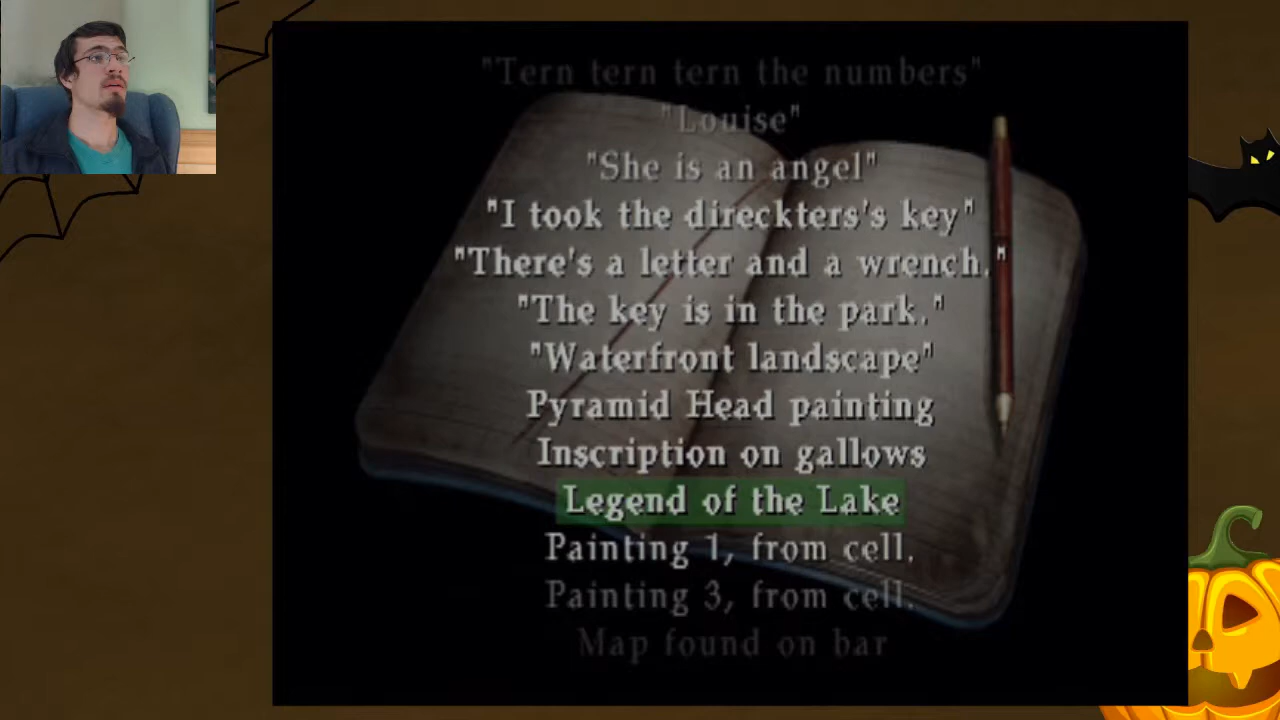 "Tern tern tern the numbers"
"Louise"
"She is an angel"
"I took the direckters's key"
"There's a letter and a wrench."
"The key is in the park."
"Waterfront landscape"
Pyramid Head painting
Inscription on gallows
Legend of the Lake
Painting 1, from cell.
Painting 3, from cell.
Map found on bar